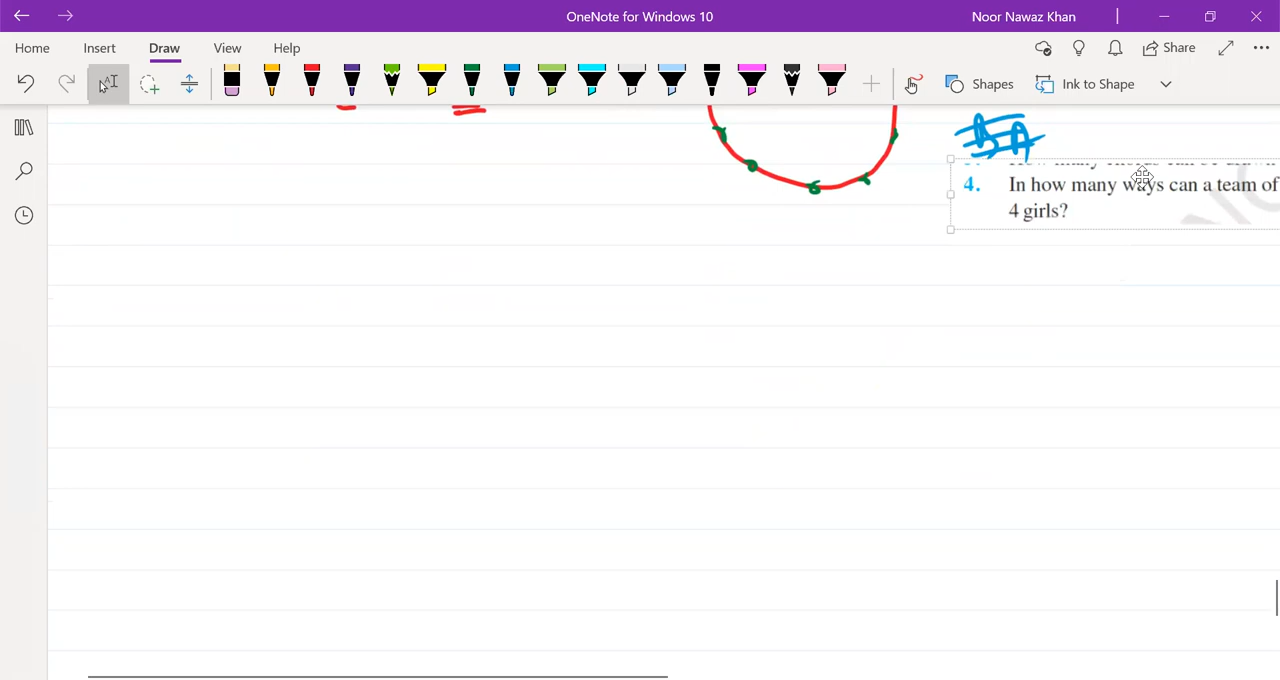 OneNote for Windows 10
Noor Nawaz Khan
Home Insert Draw View Help
Share
Shapes
Ink to Shape
4. In how many ways can a team of
4 girls?